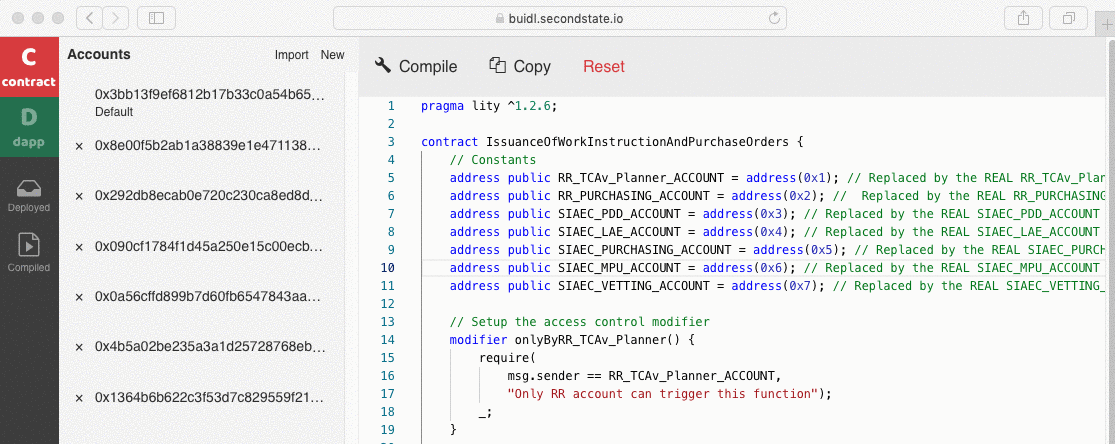 buidl.secondstate.io
C
contract
D
dapp
Deployed
Compiled
Accounts
Import New
0x3bb13f9ef6812b17b33c0a54b65...
Default
× 0x8e00f5b2ab1a38839e1e471138...
× 0x292db8ecab0e720c230ca8ed8d...
× 0x090cf1784f1d45a250e15c00ecb...
× 0x0a56cffd899b7d60fb6547843aa...
× 0x4b5a02be235a3a1d25728768eb...
× 0x1364b6b622c3f53d7c829559f21...
Compile Copy Reset
1 pragma lity ^1.2.6;
2
3 contract IssuanceOfWorkInstructionAndPurchaseOrders {
4 // Constants
5 address public RR_TCAv_Planner_ACCOUNT = address(0x1); // Replaced by the REAL RR_TCAv_Plan
6 address public RR_PURCHASING_ACCOUNT = address(0x2); //  Replaced by the REAL RR_PURCHASING
7 address public SIAEC_PDD_ACCOUNT = address(0x3); // Replaced by the REAL SIAEC_PDD_ACCOUNT
8 address public SIAEC_LAE_ACCOUNT = address(0x4); // Replaced by the REAL SIAEC_LAE_ACCOUNT
9 address public SIAEC_PURCHASING_ACCOUNT = address(0x5); // Replaced by the REAL SIAEC_PURCH
10 address public SIAEC_MPU_ACCOUNT = address(0x6); // Replaced by the REAL SIAEC_MPU_ACCOUNT
11 address public SIAEC_VETTING_ACCOUNT = address(0x7); // Replaced by the REAL SIAEC_VETTING_
12
13 // Setup the access control modifier
14 modifier onlyByRR_TCAv_Planner() {
15 require(
16 msg.sender == RR_TCAv_Planner_ACCOUNT,
17 "Only RR account can trigger this function");
18 _;
19 }